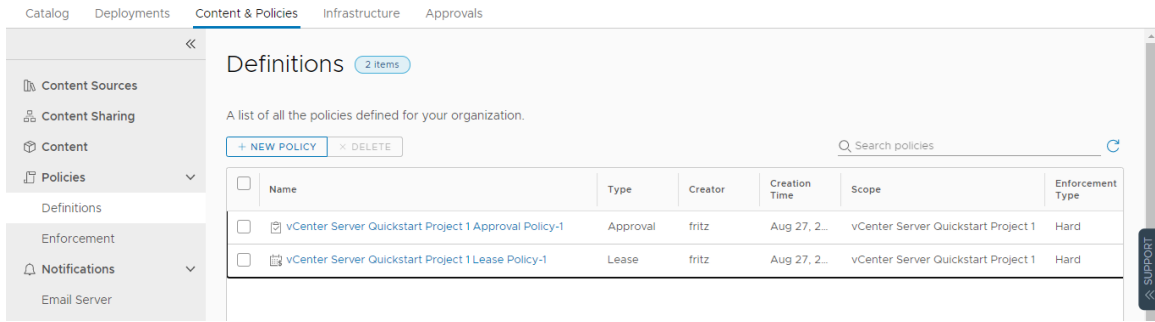 Catalog Deployments Content & Policies Infrastructure Approvals
Content Sources
Content Sharing
Content
Policies
Definitions
Enforcement
Notifications
Email Server
Definitions 2 items
A list of all the policies defined for your organization.
+ NEW POLICY × DELETE Search policies
Name Type Creator Creation Time Scope Enforcement Type
vCenter Server Quickstart Project 1 Approval Policy-1 Approval fritz Aug 27, 2... vCenter Server Quickstart Project 1 Hard
vCenter Server Quickstart Project 1 Lease Policy-1 Lease fritz Aug 27, 2... vCenter Server Quickstart Project 1 Hard
SUPPORT